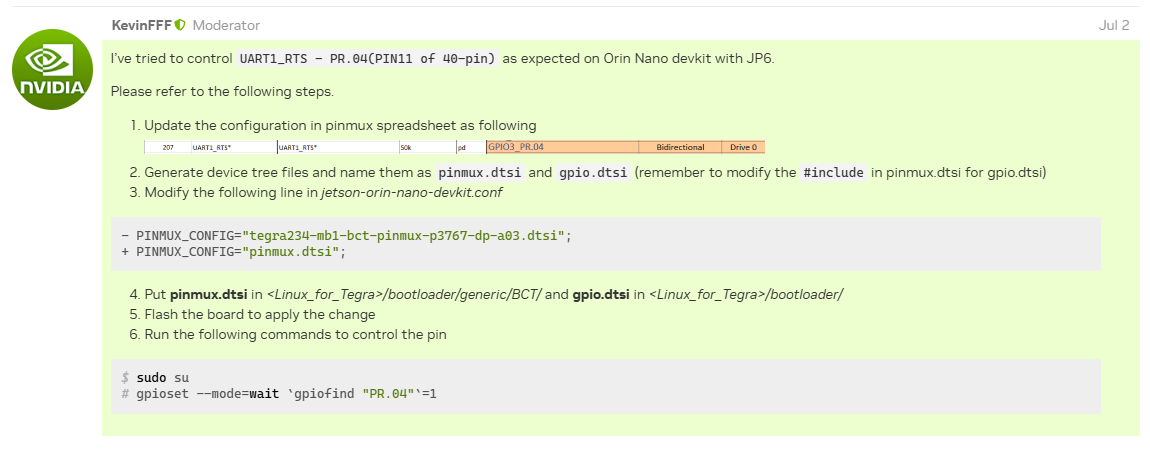 KevinFFF Moderator Jul 2
NVIDIA
I've tried to control UART1_RTS – PR.04(PIN11 of 40-pin) as expected on Orin Nano devkit with JP6.
Please refer to the following steps.
1. Update the configuration in pinmux spreadsheet as following
207 UART1_RTS* UART1_RTS* 50k pd GPIO3_PR.04 Bidirectional Drive 0
2. Generate device tree files and name them as pinmux.dtsi and gpio.dtsi (remember to modify the #include in pinmux.dtsi for gpio.dtsi)
3. Modify the following line in jetson-orin-nano-devkit.conf
- PINMUX_CONFIG="tegra234-mb1-bct-pinmux-p3767-dp-a03.dtsi";
+ PINMUX_CONFIG="pinmux.dtsi";
4. Put pinmux.dtsi in <Linux_for_Tegra>/bootloader/generic/BCT/ and gpio.dtsi in <Linux_for_Tegra>/bootloader/
5. Flash the board to apply the change
6. Run the following commands to control the pin
$ sudo su
# gpioset --mode=wait `gpiofind "PR.04"`=1